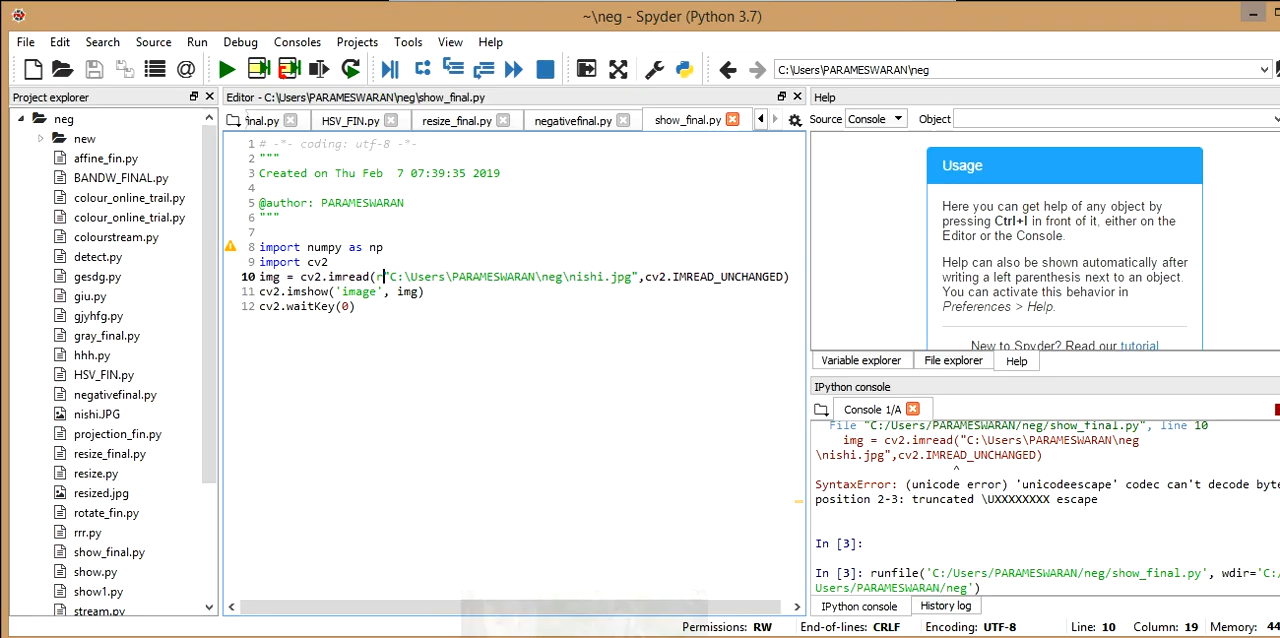 ~\neg - Spyder (Python 3.7)
File Edit Search Source Run Debug Consoles Projects Tools View Help
C:\Users\PARAMESWARAN\neg
Project explorer
neg
new
affine_fin.py
BANDW_FINAL.py
colour_online_trail.py
colour_online_trial.py
colourstream.py
detect.py
gesdg.py
giu.py
gjyhfg.py
gray_final.py
hhh.py
HSV_FIN.py
negativefinal.py
nishi.JPG
projection_fin.py
resize_final.py
resize.py
resized.jpg
rotate_fin.py
rrr.py
show_final.py
show.py
show1.py
stream.py
Editor - C:\Users\PARAMESWARAN\neg\show_final.py
inal.py HSV_FIN.py resize_final.py negativefinal.py show_final.py
1 # -*- coding: utf-8 -*-
2 """
3 Created on Thu Feb  7 07:39:35 2019
4
5 @author: PARAMESWARAN
6 """
7
8 import numpy as np
9 import cv2
10 img = cv2.imread(r"C:\Users\PARAMESWARAN\neg\nishi.jpg",cv2.IMREAD_UNCHANGED)
11 cv2.imshow('image', img)
12 cv2.waitKey(0)
Help
Source Console Object
Usage
Here you can get help of any object by
pressing Ctrl+I in front of it, either on the
Editor or the Console.
Help can also be shown automatically after
writing a left parenthesis next to an object.
You can activate this behavior in
Preferences > Help.
New to Spyder? Read our tutorial
Variable explorer File explorer Help
IPython console
Console 1/A
File "C:/Users/PARAMESWARAN/neg/show_final.py", line 10
img = cv2.imread("C:\Users\PARAMESWARAN\neg
\nishi.jpg",cv2.IMREAD_UNCHANGED)
^
SyntaxError: (unicode error) 'unicodeescape' codec can't decode byte
position 2-3: truncated \UXXXXXXXX escape
In [3]:
In [3]: runfile('C:/Users/PARAMESWARAN/neg/show_final.py', wdir='C:/
Users/PARAMESWARAN/neg')
IPython console History log
Permissions: RW End-of-lines: CRLF Encoding: UTF-8 Line: 10 Column: 19 Memory: 44